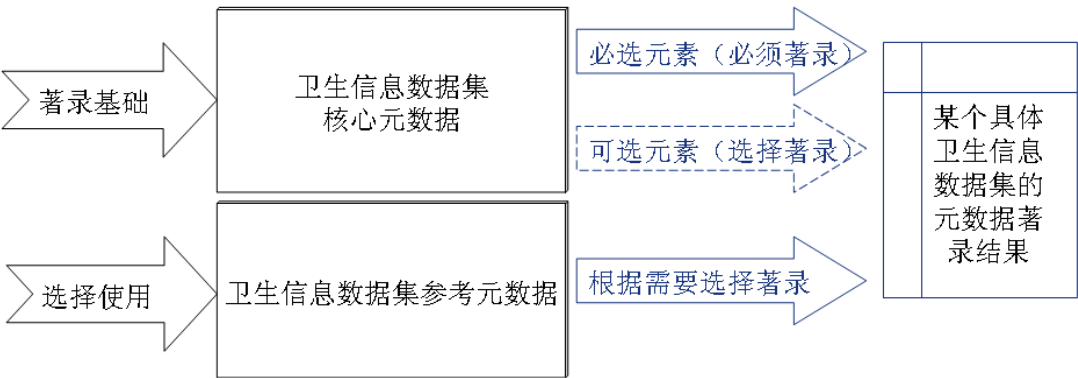 著录基础
卫生信息数据集
核心元数据
必选元素（必须著录）
可选元素（选择著录）
选择使用
卫生信息数据集参考元数据
根据需要选择著录
某个具体
卫生信息
数据集的
元数据著
录结果